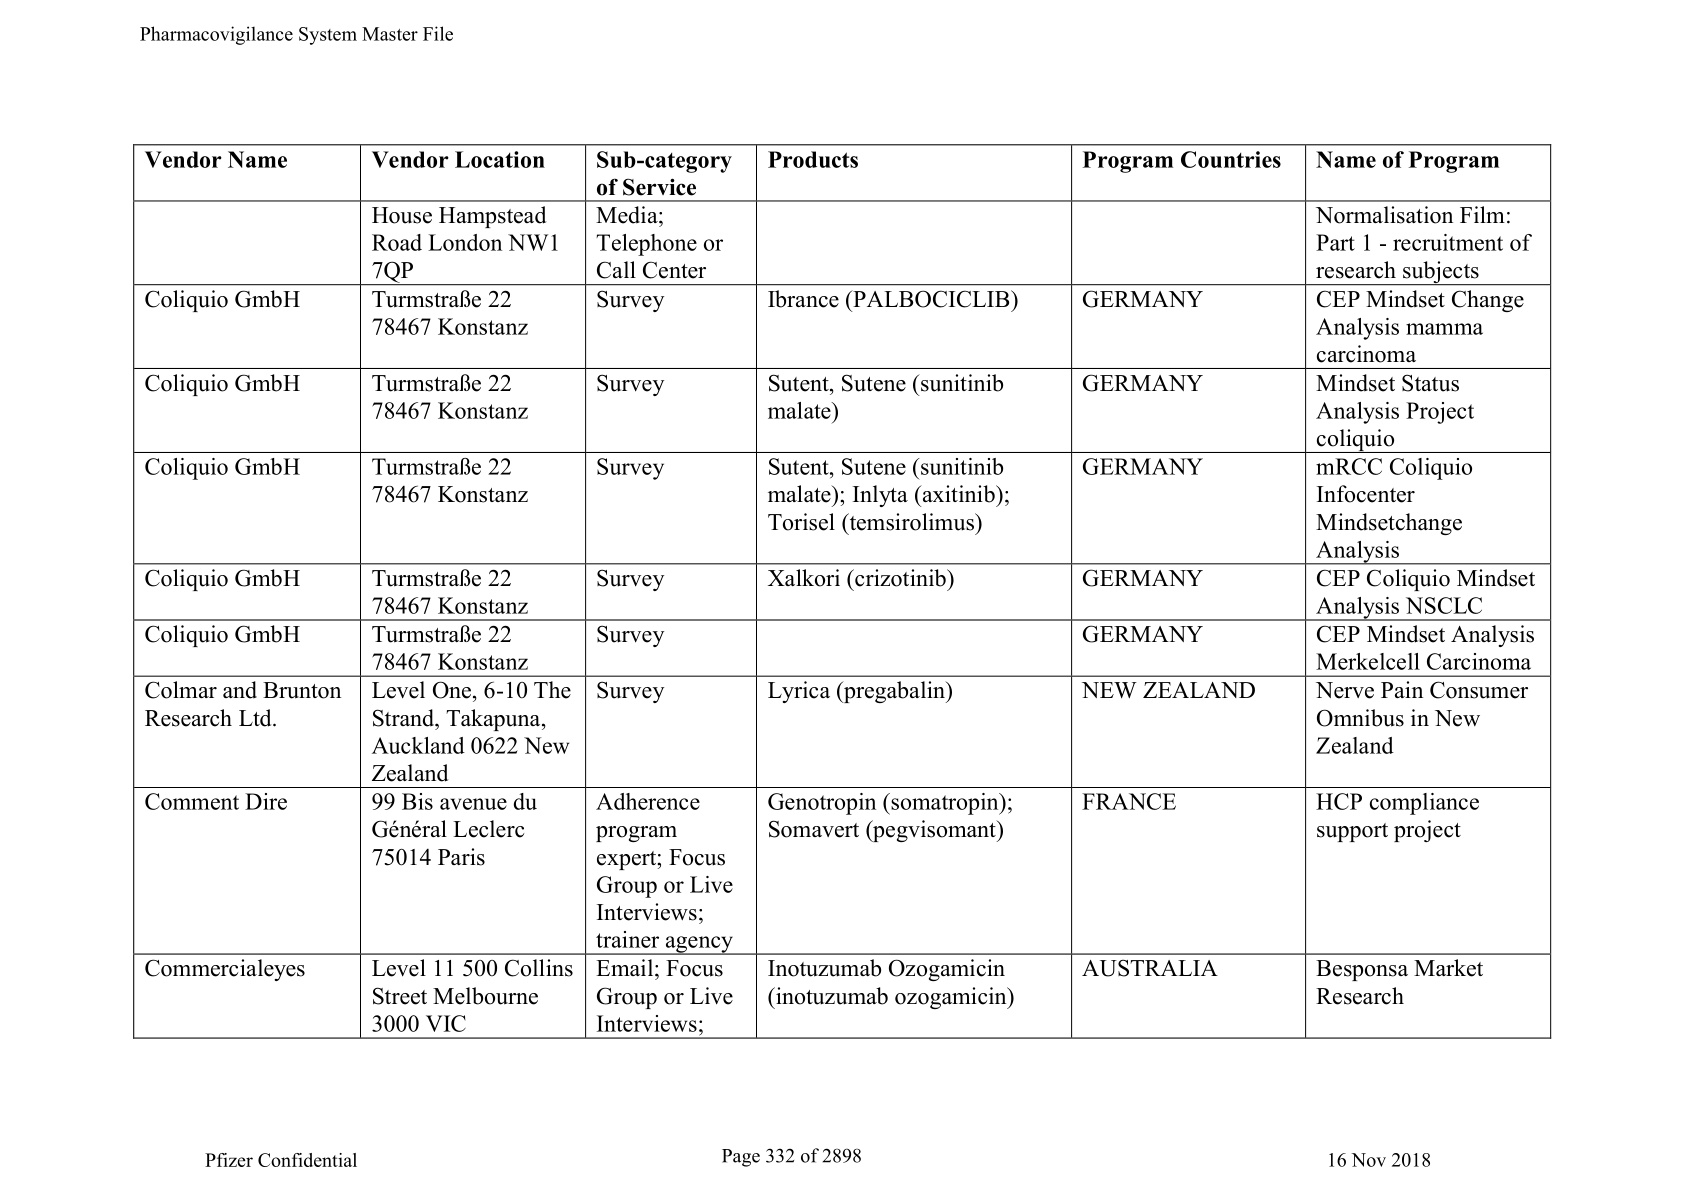 Pharmacovigilance System Master File
Vendor Name
Vendor Location
Sub-category
of Service
Products
Program Countries
Name of Program
House Hampstead
Road London NW1
7QP
Media;
Telephone or
Call Center
Normalisation Film:
Part 1 - recruitment of
research subjects
Coliquio GmbH
Turmstraße 22
78467 Konstanz
Survey
Ibrance (PALBOCICLIB)
GERMANY
CEP Mindset Change
Analysis mamma
carcinoma
Coliquio GmbH
Turmstraße 22
78467 Konstanz
Survey
Sutent, Sutene (sunitinib
malate)
GERMANY
Mindset Status
Analysis Project
coliquio
Coliquio GmbH
Turmstraße 22
78467 Konstanz
Survey
Sutent, Sutene (sunitinib
malate); Inlyta (axitinib);
Torisel (temsirolimus)
GERMANY
mRCC Coliquio
Infocenter
Mindsetchange
Analysis
Coliquio GmbH
Turmstraße 22
78467 Konstanz
Survey
Xalkori (crizotinib)
GERMANY
CEP Coliquio Mindset
Analysis NSCLC
Coliquio GmbH
Turmstraße 22
78467 Konstanz
Survey
GERMANY
CEP Mindset Analysis
Merkelcell Carcinoma
Colmar and Brunton
Research Ltd.
Level One, 6-10 The
Strand, Takapuna,
Auckland 0622 New
Zealand
Survey
Lyrica (pregabalin)
NEW ZEALAND
Nerve Pain Consumer
Omnibus in New
Zealand
Comment Dire
99 Bis avenue du
Général Leclerc
75014 Paris
Adherence
program
expert; Focus
Group or Live
Interviews;
trainer agency
Genotropin (somatropin);
Somavert (pegvisomant)
FRANCE
HCP compliance
support project
Commercialeyes
Level 11 500 Collins
Street Melbourne
3000 VIC
Email; Focus
Group or Live
Interviews;
Inotuzumab Ozogamicin
(inotuzumab ozogamicin)
AUSTRALIA
Besponsa Market
Research
Pfizer Confidential
Page 332 of 2898
16 Nov 2018